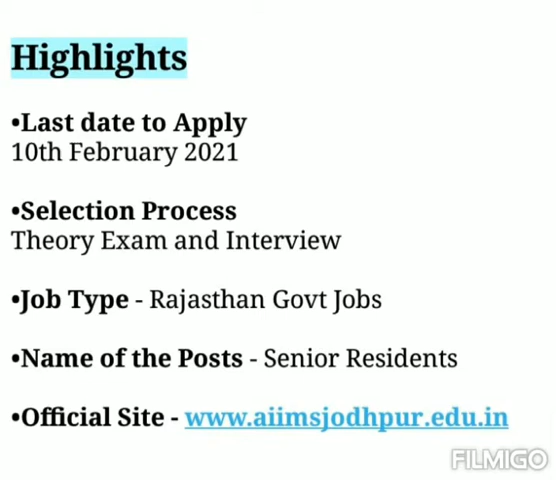 Highlights
•Last date to Apply
10th February 2021
•Selection Process
Theory Exam and Interview
•Job Type - Rajasthan Govt Jobs
•Name of the Posts - Senior Residents
•Official Site - www.aiimsjodhpur.edu.in
FILMIGO